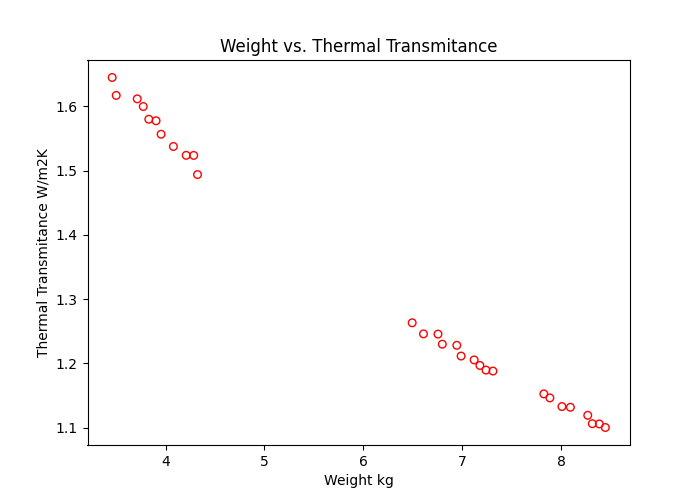 Weight vs. Thermal Transmitance
Thermal Transmitance W/m2K
1.6
1.5
1.4
1.3
1.2
1.1
4 5 6 7 8
Weight kg